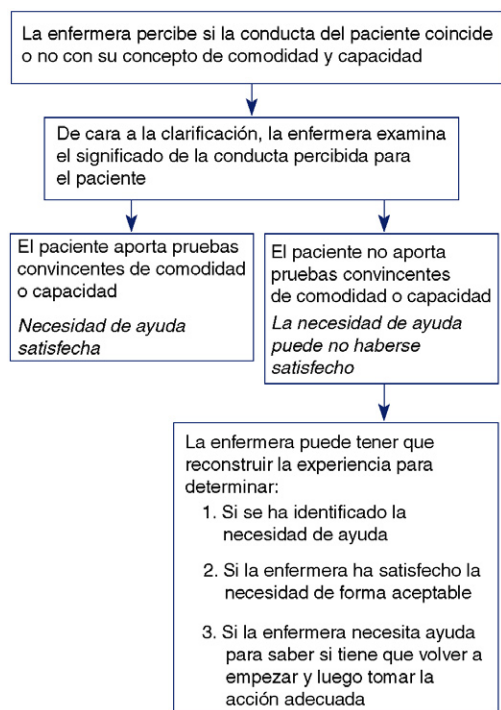 La enfermera percibe si la conducta del paciente coincide
o no con su concepto de comodidad y capacidad
De cara a la clarificación, la enfermera examina
el significado de la conducta percibida para
el paciente
El paciente aporta pruebas
convincentes de comodidad
o capacidad
Necesidad de ayuda
satisfecha
El paciente no aporta
pruebas convincentes
de comodidad o capacidad
La necesidad de ayuda
puede no haberse
satisfecho
La enfermera puede tener que
reconstruir la experiencia para
determinar:
1. Si se ha identificado la
necesidad de ayuda
2. Si la enfermera ha satisfecho la
necesidad de forma aceptable
3. Si la enfermera necesita ayuda
para saber si tiene que volver a
empezar y luego tomar la
acción adecuada